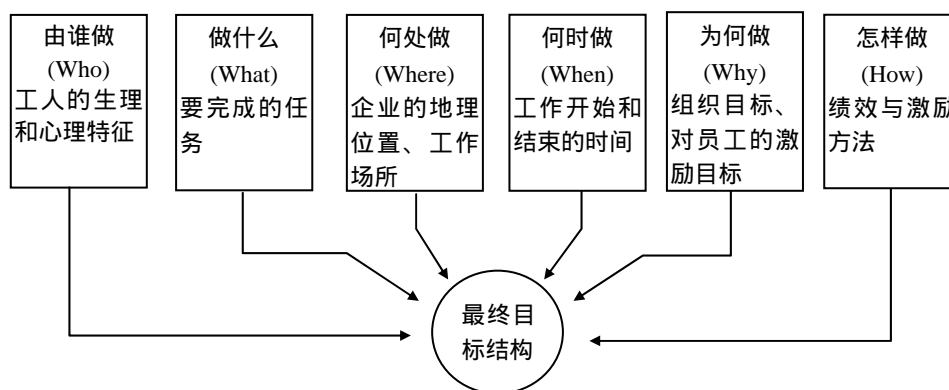 由谁做
(Who)
工人的生理
和心理特征
做什么
(What)
要完成的任
务
何处做
(Where)
企业的地理
位置、工作
场所
何时做
(When)
工作开始和
结束的时间
为何做
(Why)
组织目标、
对员工的激
励目标
怎样做
(How)
绩效与激励
方法
最终目
标结构